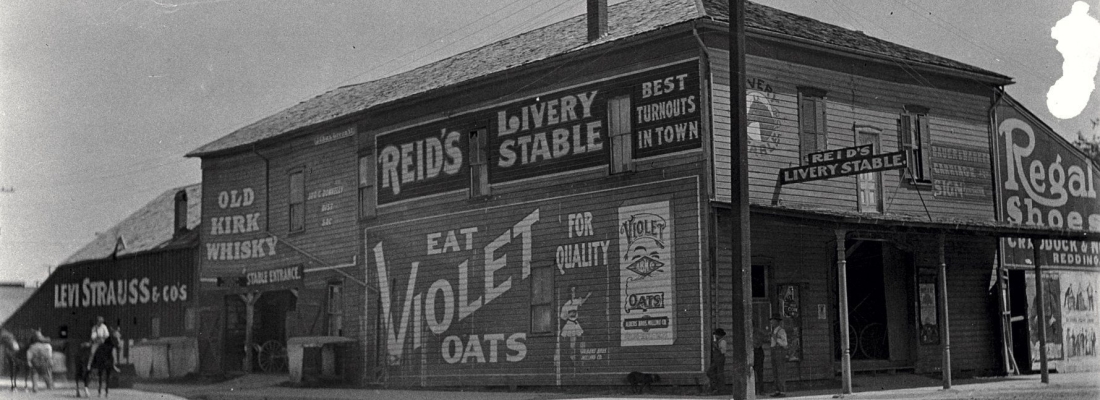 OLD
KIRK
WHISKY
STABLE ENTRANCE.
LEVI STRAUSS & CO'S
REID'S
LIVERY
STABLE
BEST
TURNOUTS
IN TOWN
EAT
VIOLET
OATS
FOR
QUALITY
VIOLET
OATS
REID'S
LIVERY STABLE.
SIGN
Regal
Shoes
REDDING